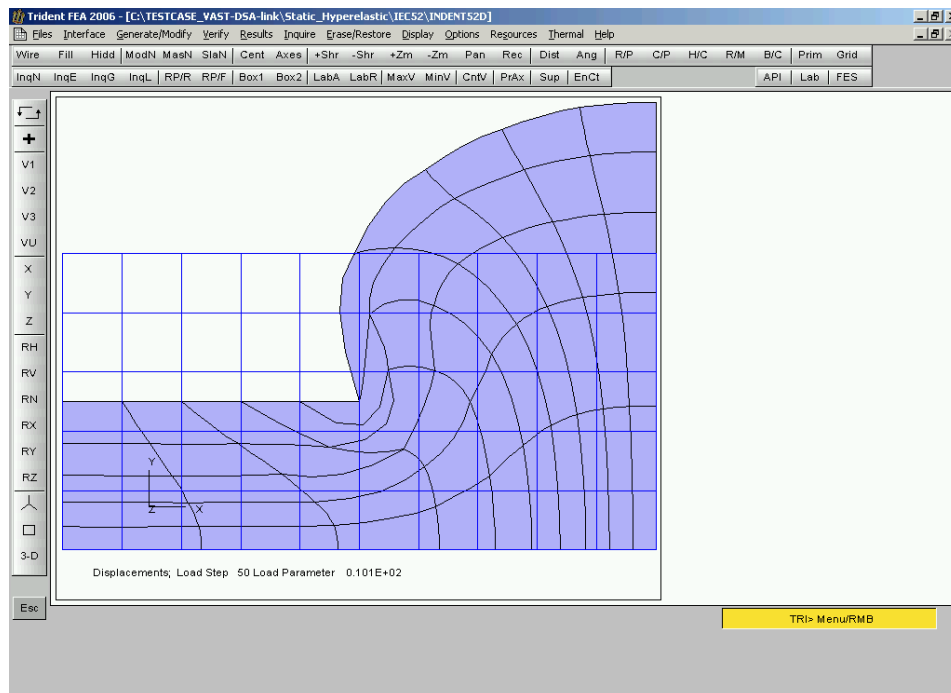 Trident FEA 2006 - [C:\TESTCASE_VAST-DSA-link\Static_Hyperelastic\IEC52\INDENT52D]
Files Interface Generate/Modify Verify Results Inquire Erase/Restore Display Options Resources Thermal Help
Wire Fill Hidd ModN MasN SlaN Cent Axes +Shr -Shr +Zm -Zm Pan Rec Dist Ang R/P C/P H/C R/M B/C Prim Grid
InqN InqE InqG InqL RP/R RP/F Box1 Box2 LabA LabR MaxV MinV CntV PrAx Sup EnCt API Lab FES
V1
V2
V3
VU
X
Y
Z
RH
RV
RN
RX
RY
RZ
3-D
Esc
Y
Z X
Displacements; Load Step 50 Load Parameter 0.101E+02
TRI> Menu/RMB